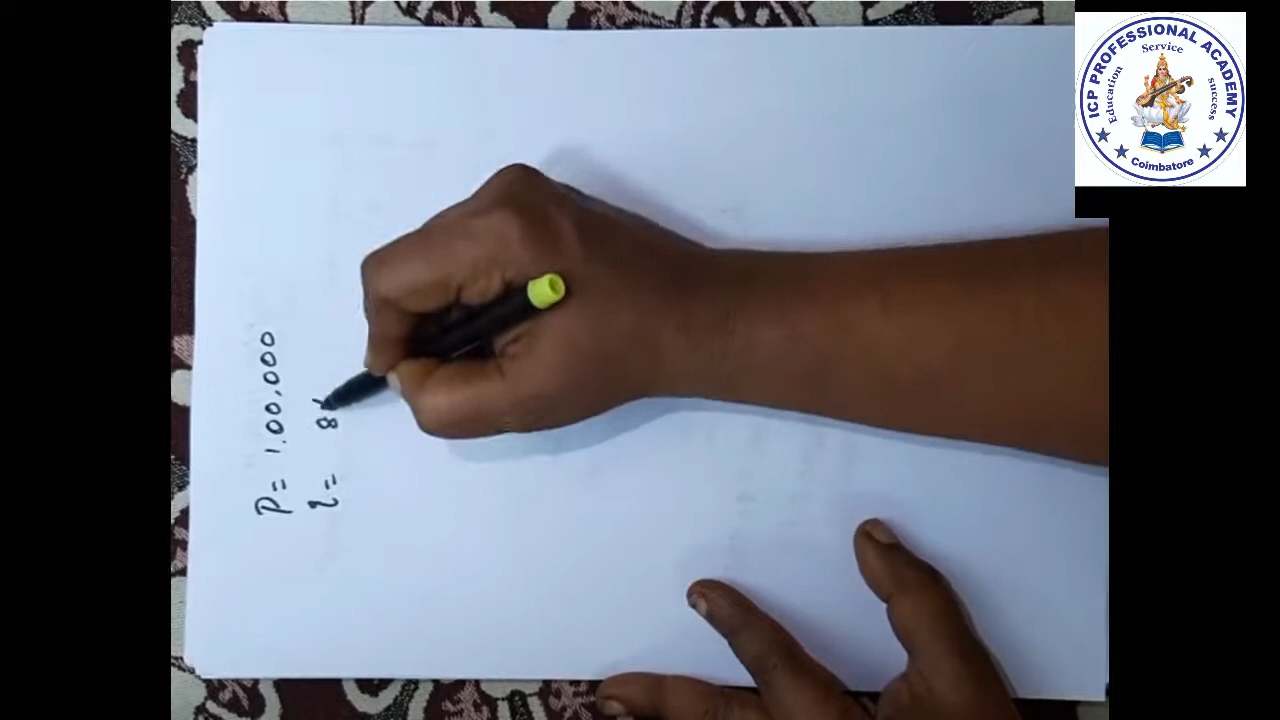 P = 1,00,000
r = 8
ICP PROFESSIONAL ACADEMY
Service
Education
success
Coimbatore